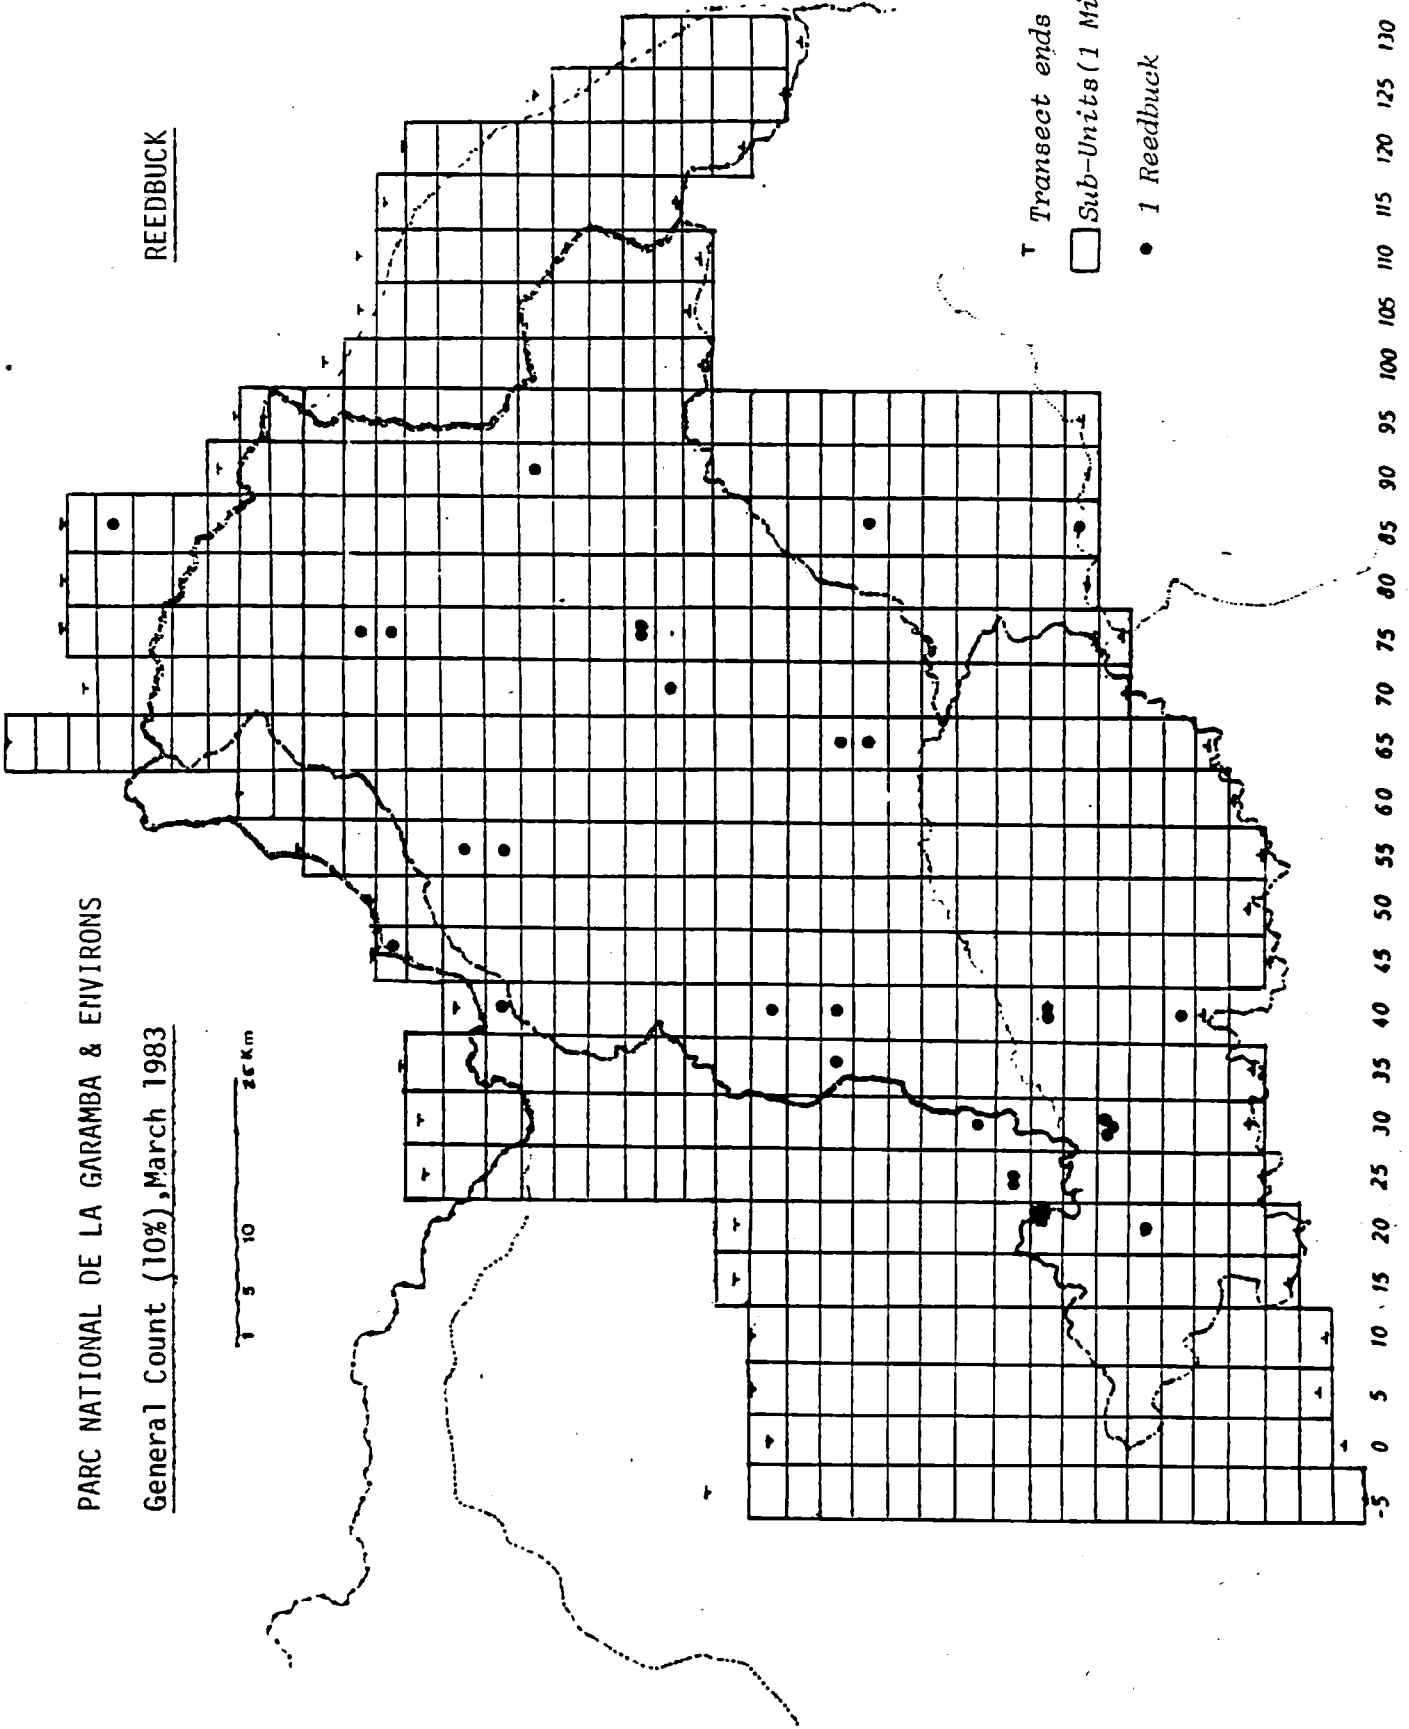 PARC NATIONAL DE LA GARAMBA & ENVIRONS
General Count (10%), March 1983
REEDBUCK
5 10 25 Km
T Transect ends
Sub-Units (1 Mi
• 1 Reedbuck
-5 0 5 10 15 20 25 30 35 40 45 50 55 60 65 70 75 80 85 90 95 100 105 110 115 120 125 130